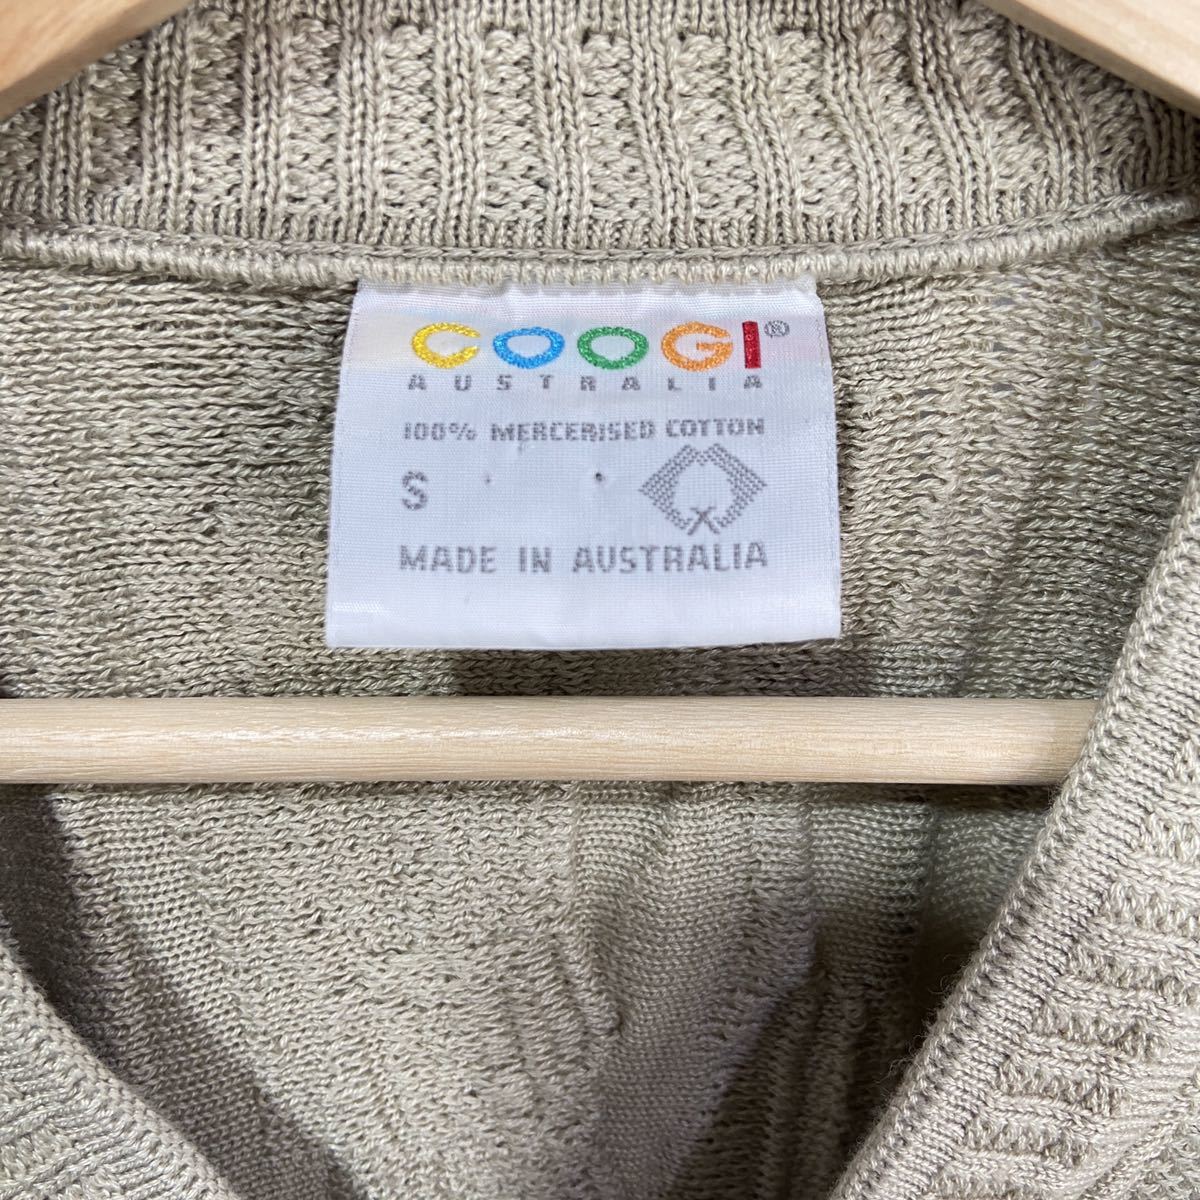 COOGI®
AUSTRALIA
100% MERCERISED COTTON
S
MADE IN AUSTRALIA